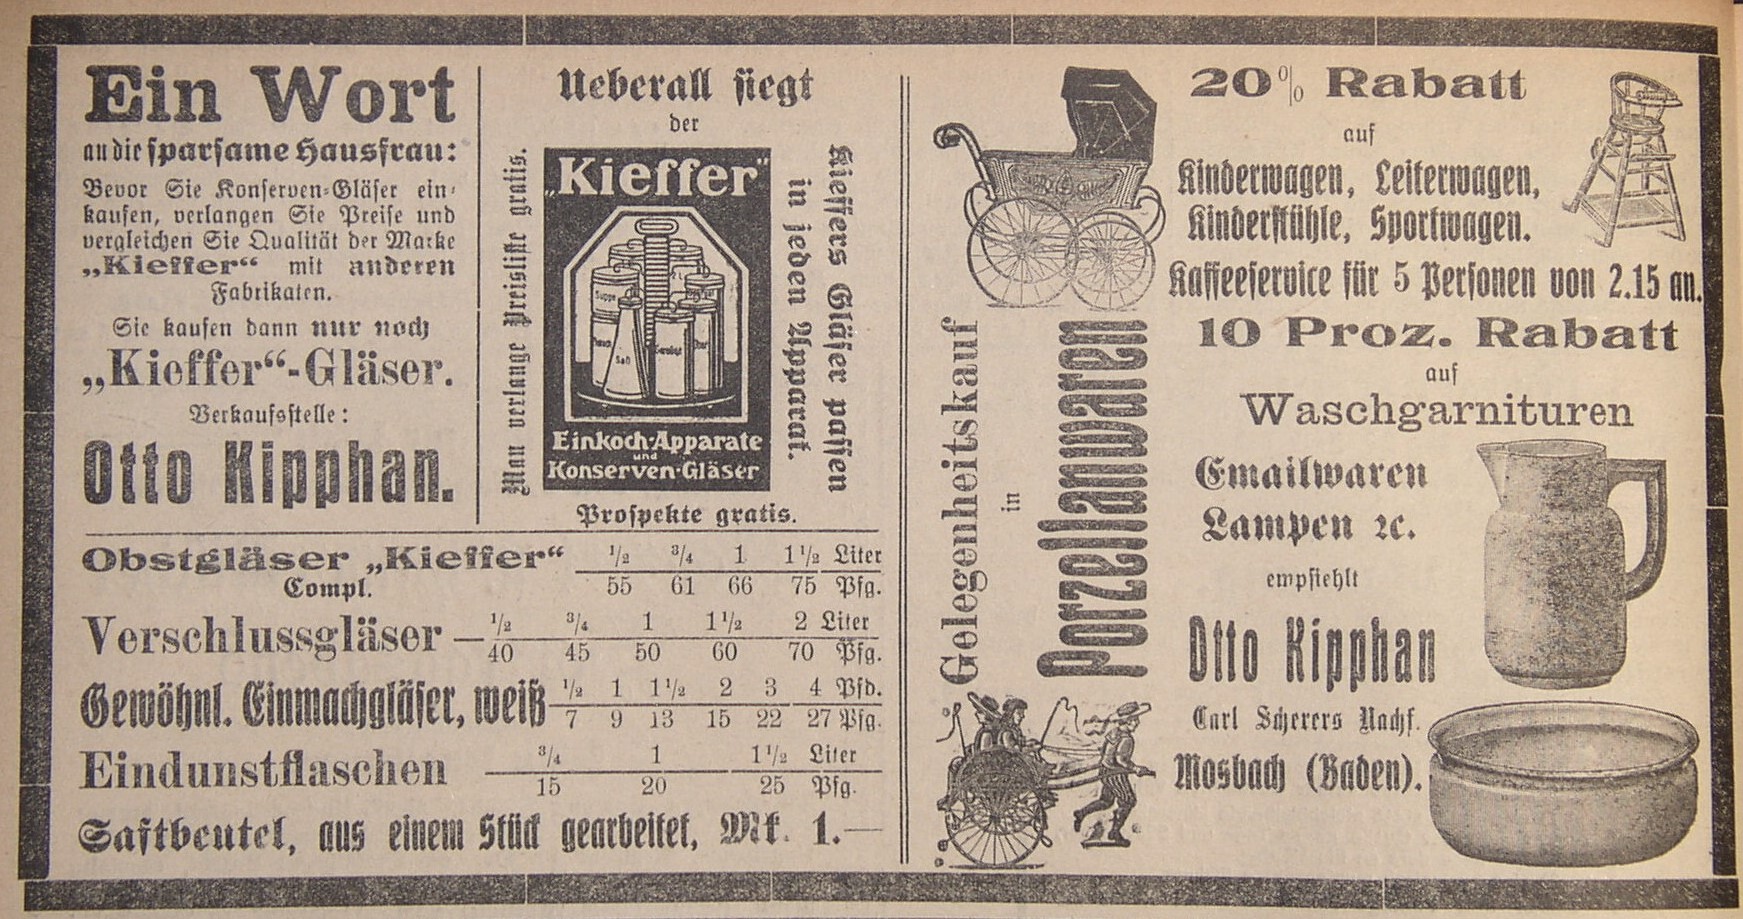 Ein Wort
an die sparsame Hausfrau:
Bevor Sie Konserven-Gläser ein-
kaufen, verlangen Sie Preise und
vergleichen Sie Qualität der Marke
„Kieffer“ mit anderen
Fabrikaten.
Sie kaufen dann nur noch
„Kieffer“-Gläser.
Verkaufsstelle:
Otto Kipphan.
Ueberall siegt
der
Man verlange Preisliste gratis.
„Kieffer“
Suppe
Saft
Einkoch-Apparate
und
Konserven-Gläser
Kieffers Gläser passen
in jeden Apparat.
Prospekte gratis.
Obstgläser „Kieffer“ 1/2 3/4 1 1 1/2 Liter
Compl. 55 61 66 75 Pfg.
Verschlussgläser 1/2 3/4 1 1 1/2 2 Liter
40 45 50 60 70 Pfg.
Gewöhnl. Einmachgläser, weiß 1/2 1 1 1/2 2 3 4 Pfd.
7 9 13 15 22 27 Pfg.
Eindunstflaschen 3/4 1 1 1/2 Liter
15 20 25 Pfg.
Saftbeutel, aus einem Stück gearbeitet, Mk. 1.—
20% Rabatt
auf
Kinderwagen, Leiterwagen,
Kinderstühle, Sportwagen.
Kaffeeservice für 5 Personen von 2.15 an.
Gelegenheitskauf
in
Porzellanwaren
10 Proz. Rabatt
auf
Waschgarnituren
Emailwaren
Lampen ꝛc.
empfiehlt
Otto Kipphan
Carl Scherers Nachf.
Mosbach (Baden).